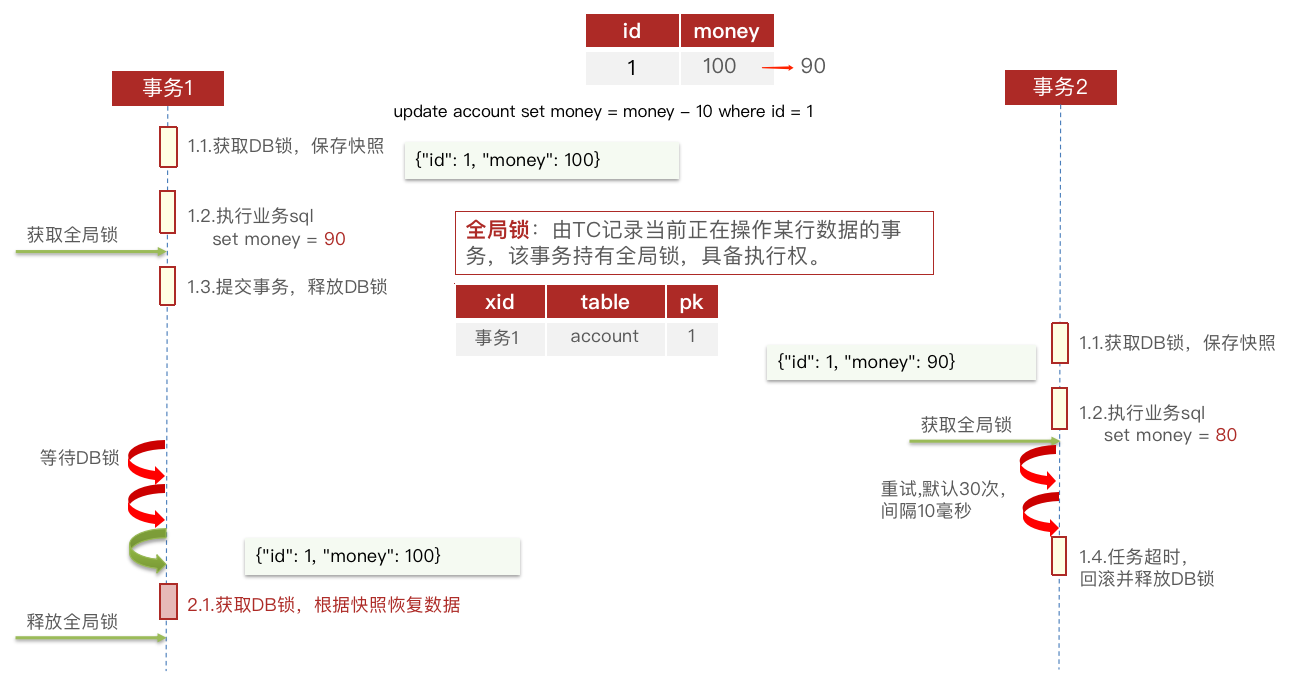 id money
1 100 90
事务1
事务2
update account set money = money - 10 where id = 1
1.1.获取DB锁，保存快照
{"id": 1, "money": 100}
1.2.执行业务sql
set money = 90
获取全局锁
全局锁：由TC记录当前正在操作某行数据的事
务，该事务持有全局锁，具备执行权。
1.3.提交事务，释放DB锁
xid table pk
事务1 account 1
1.1.获取DB锁，保存快照
{"id": 1, "money": 90}
1.2.执行业务sql
set money = 80
获取全局锁
等待DB锁
重试,默认30次，
间隔10毫秒
{"id": 1, "money": 100}
1.4.任务超时，
回滚并释放DB锁
2.1.获取DB锁，根据快照恢复数据
释放全局锁